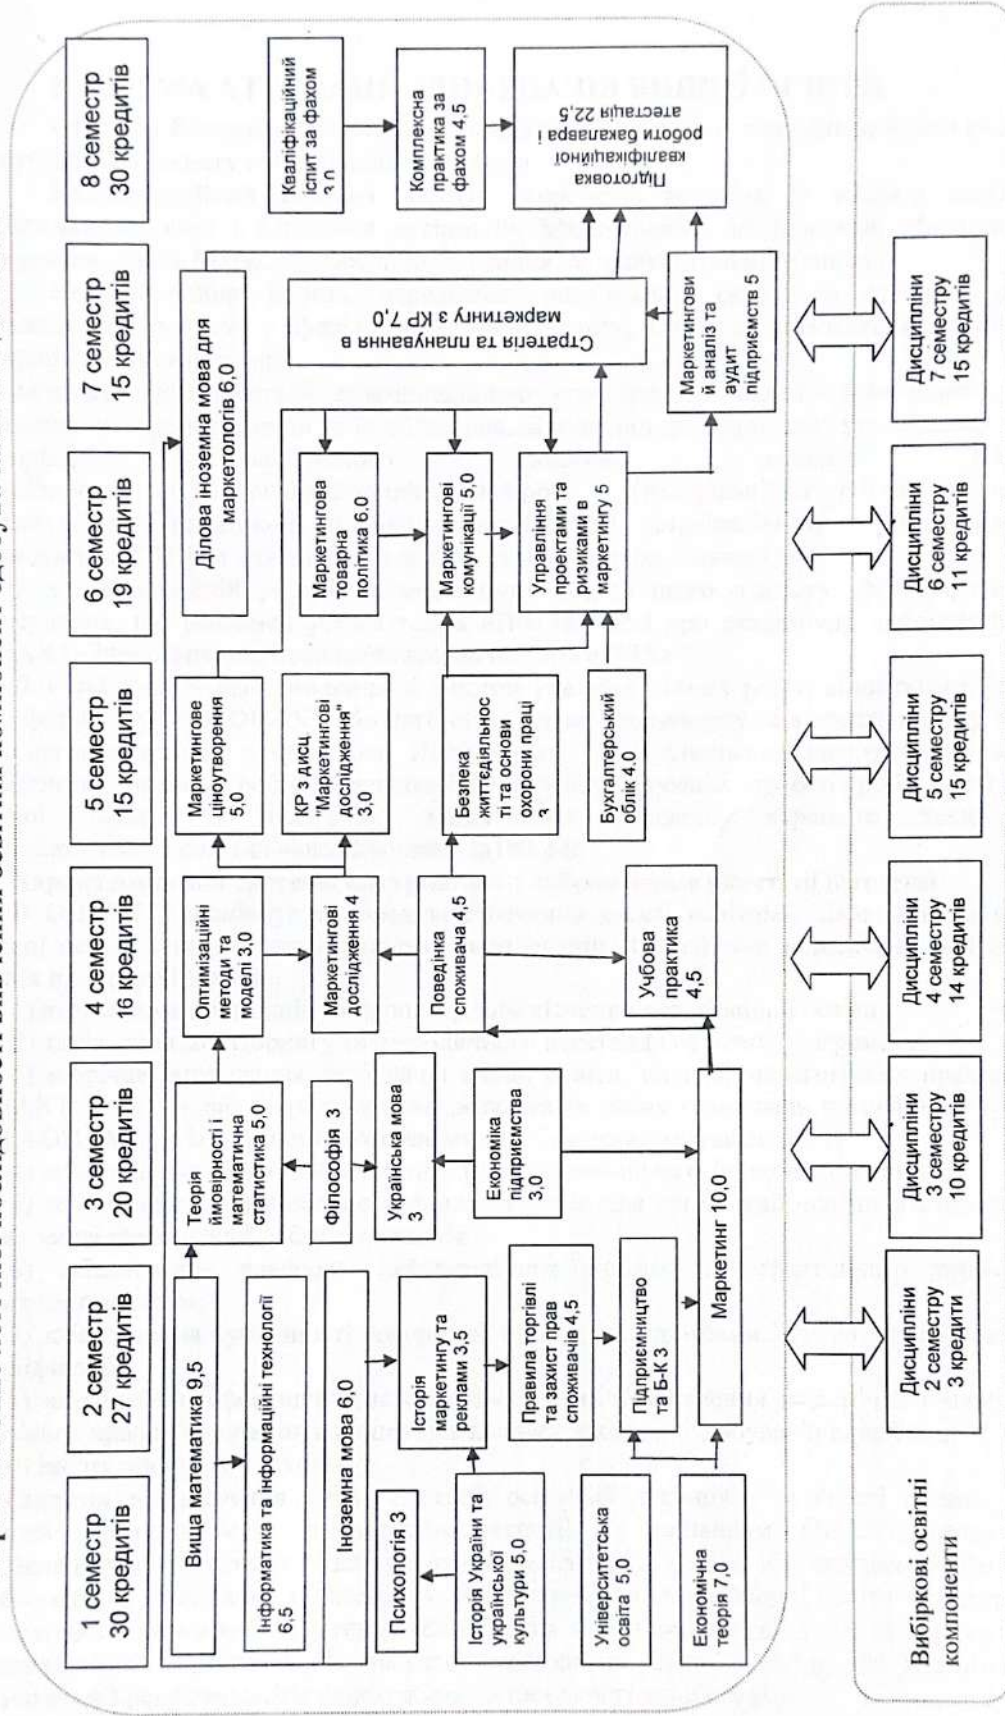 1 семестр
30 кредитів
2 семестр
27 кредитів
3 семестр
20 кредитів
4 семестр
16 кредитів
5 семестр
15 кредитів
6 семестр
19 кредитів
7 семестр
15 кредитів
8 семестр
30 кредитів
Вища математика 9,5
Інформатика та інформаційні технології
6,5
Іноземна мова 6,0
Психологія 3
Історія України та
української
культури 5,0
Університетська
освіта 5,0
Економічна
теорія 7,0
Історія
маркетингу та
реклами 3,5
Правила торгівлі
та захист прав
споживачів 4,5
Підприємництво
та Б-К 3
Маркетинг 10,0
Теорія
ймовірності і
математична
статистика 5,0
Філософія 3
Українська мова
3
Економіка
підприємства
3,0
Оптимізаційні
методи та
моделі 3,0
Маркетингові
дослідження 4
Поведінка
споживача 4,5
Учбова
практика
4,5
Маркетингове
ціноутворення
5,0
КР з дисц.
"Маркетингові
дослідження"
3,0
Безпека
життєдіяльнос
ті та основи
охорони праці
3
Бухгалтерський
облік 4,0
Ділова іноземна мова для
маркетологів 6,0
Маркетингова
товарна
політика 6,0
Маркетингові
комунікації 5,0
Управління
проектами та
ризиками в
маркетингу 5
Стратегія та планування в
маркетингу з КР 7,0
Маркетингови
й аналіз та
аудит
підприємств 5
Кваліфікаційний
іспит за фахом
3,0
Комплексна
практика за
фахом 4,5
Підготовка
кваліфікаційної
роботи бакалавра і
атестація 22,5
Вибіркові освітні
компоненти
Дисципліни
2 семестру
3 кредити
Дисципліни
3 семестру
10 кредитів
Дисципліни
4 семестру
14 кредитів
Дисципліни
5 семестру
15 кредитів
Дисципліни
6 семестру
11 кредитів
Дисципліни
7 семестру
15 кредитів